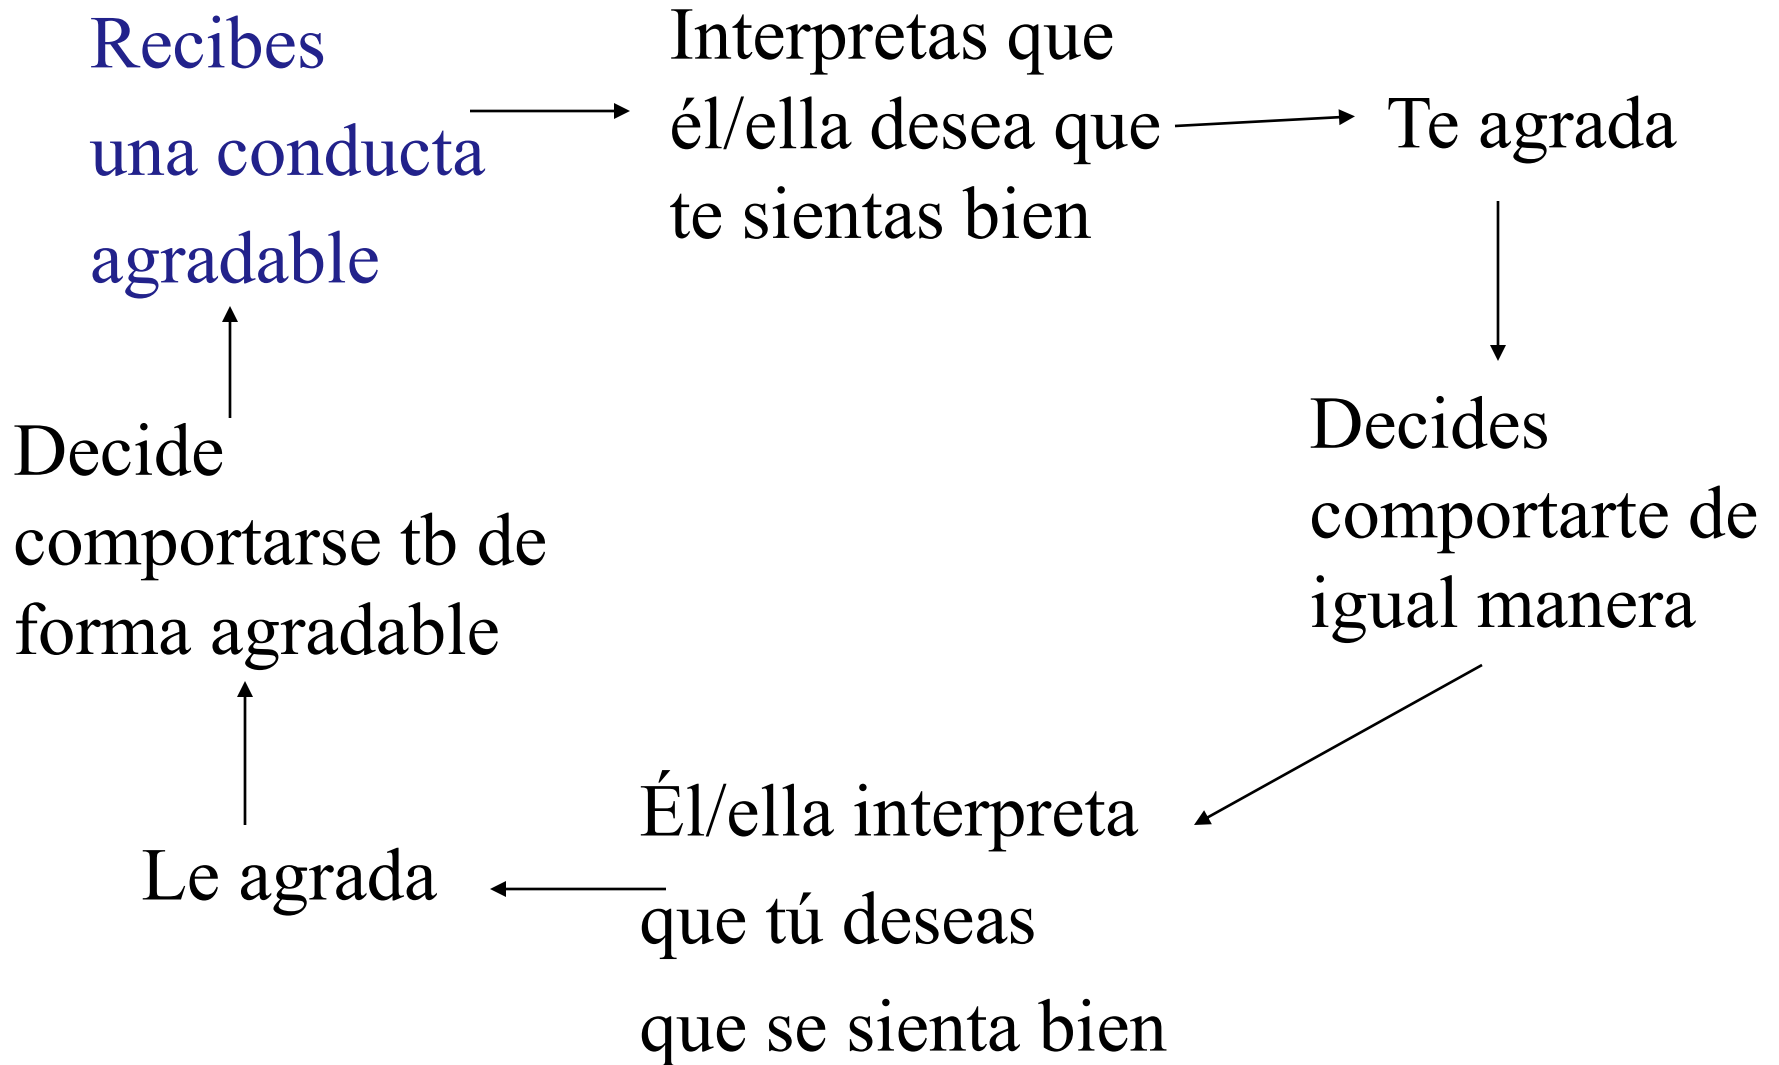 Recibes
una conducta
agradable
Interpretas que
él/ella desea que
te sientas bien
Te agrada
Decides
comportarte de
igual manera
Él/ella interpreta
que tú deseas
que se sienta bien
Le agrada
Decide
comportarse tb de
forma agradable